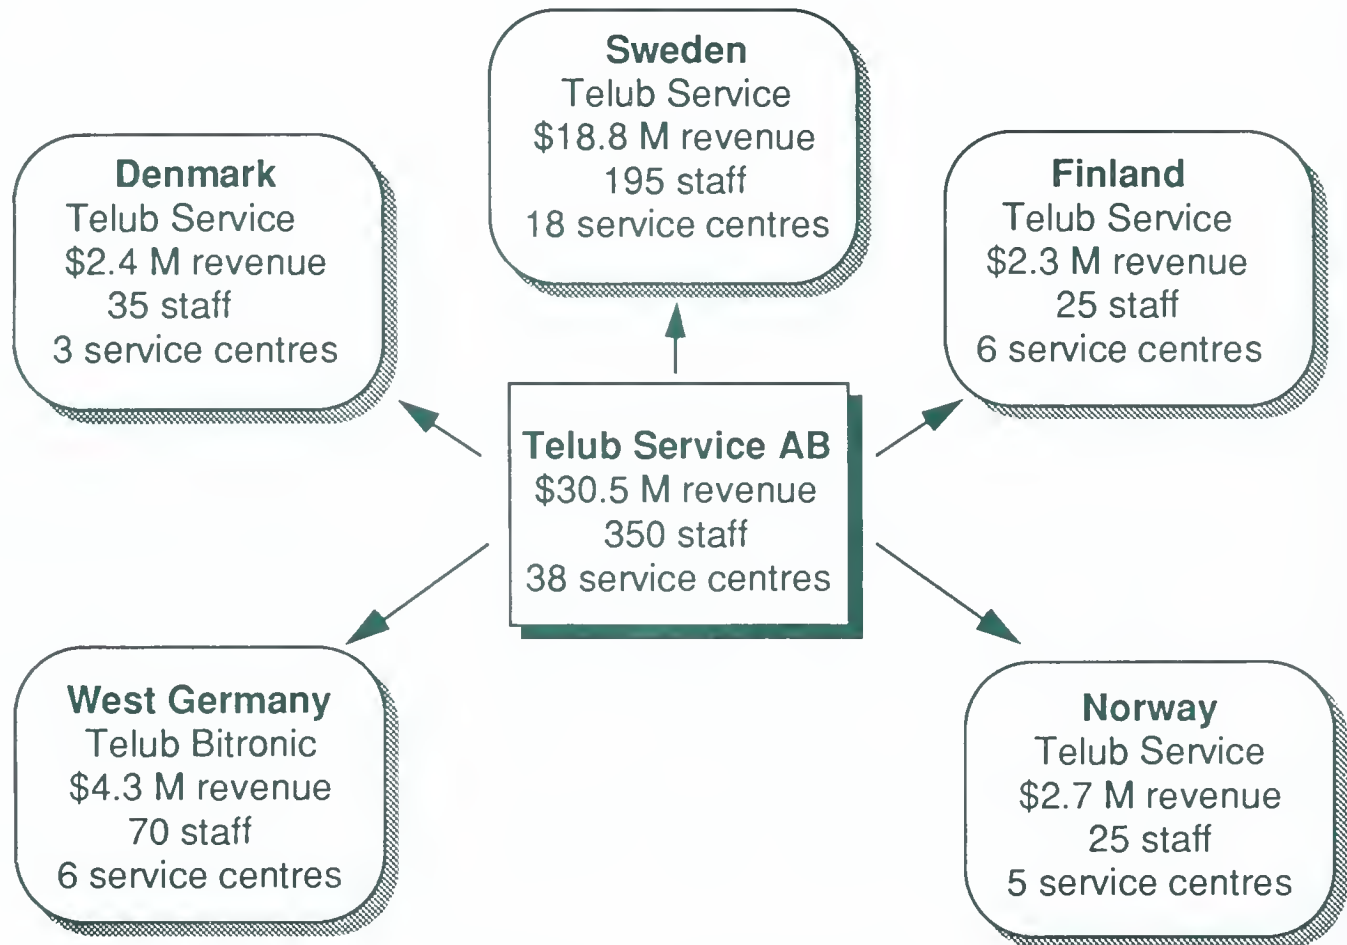 Sweden
Telub Service
$18.8 M revenue
195 staff
18 service centres
Denmark
Telub Service
$2.4 M revenue
35 staff
3 service centres
Finland
Telub Service
$2.3 M revenue
25 staff
6 service centres
Telub Service AB
$30.5 M revenue
350 staff
38 service centres
West Germany
Telub Bitronic
$4.3 M revenue
70 staff
6 service centres
Norway
Telub Service
$2.7 M revenue
25 staff
5 service centres